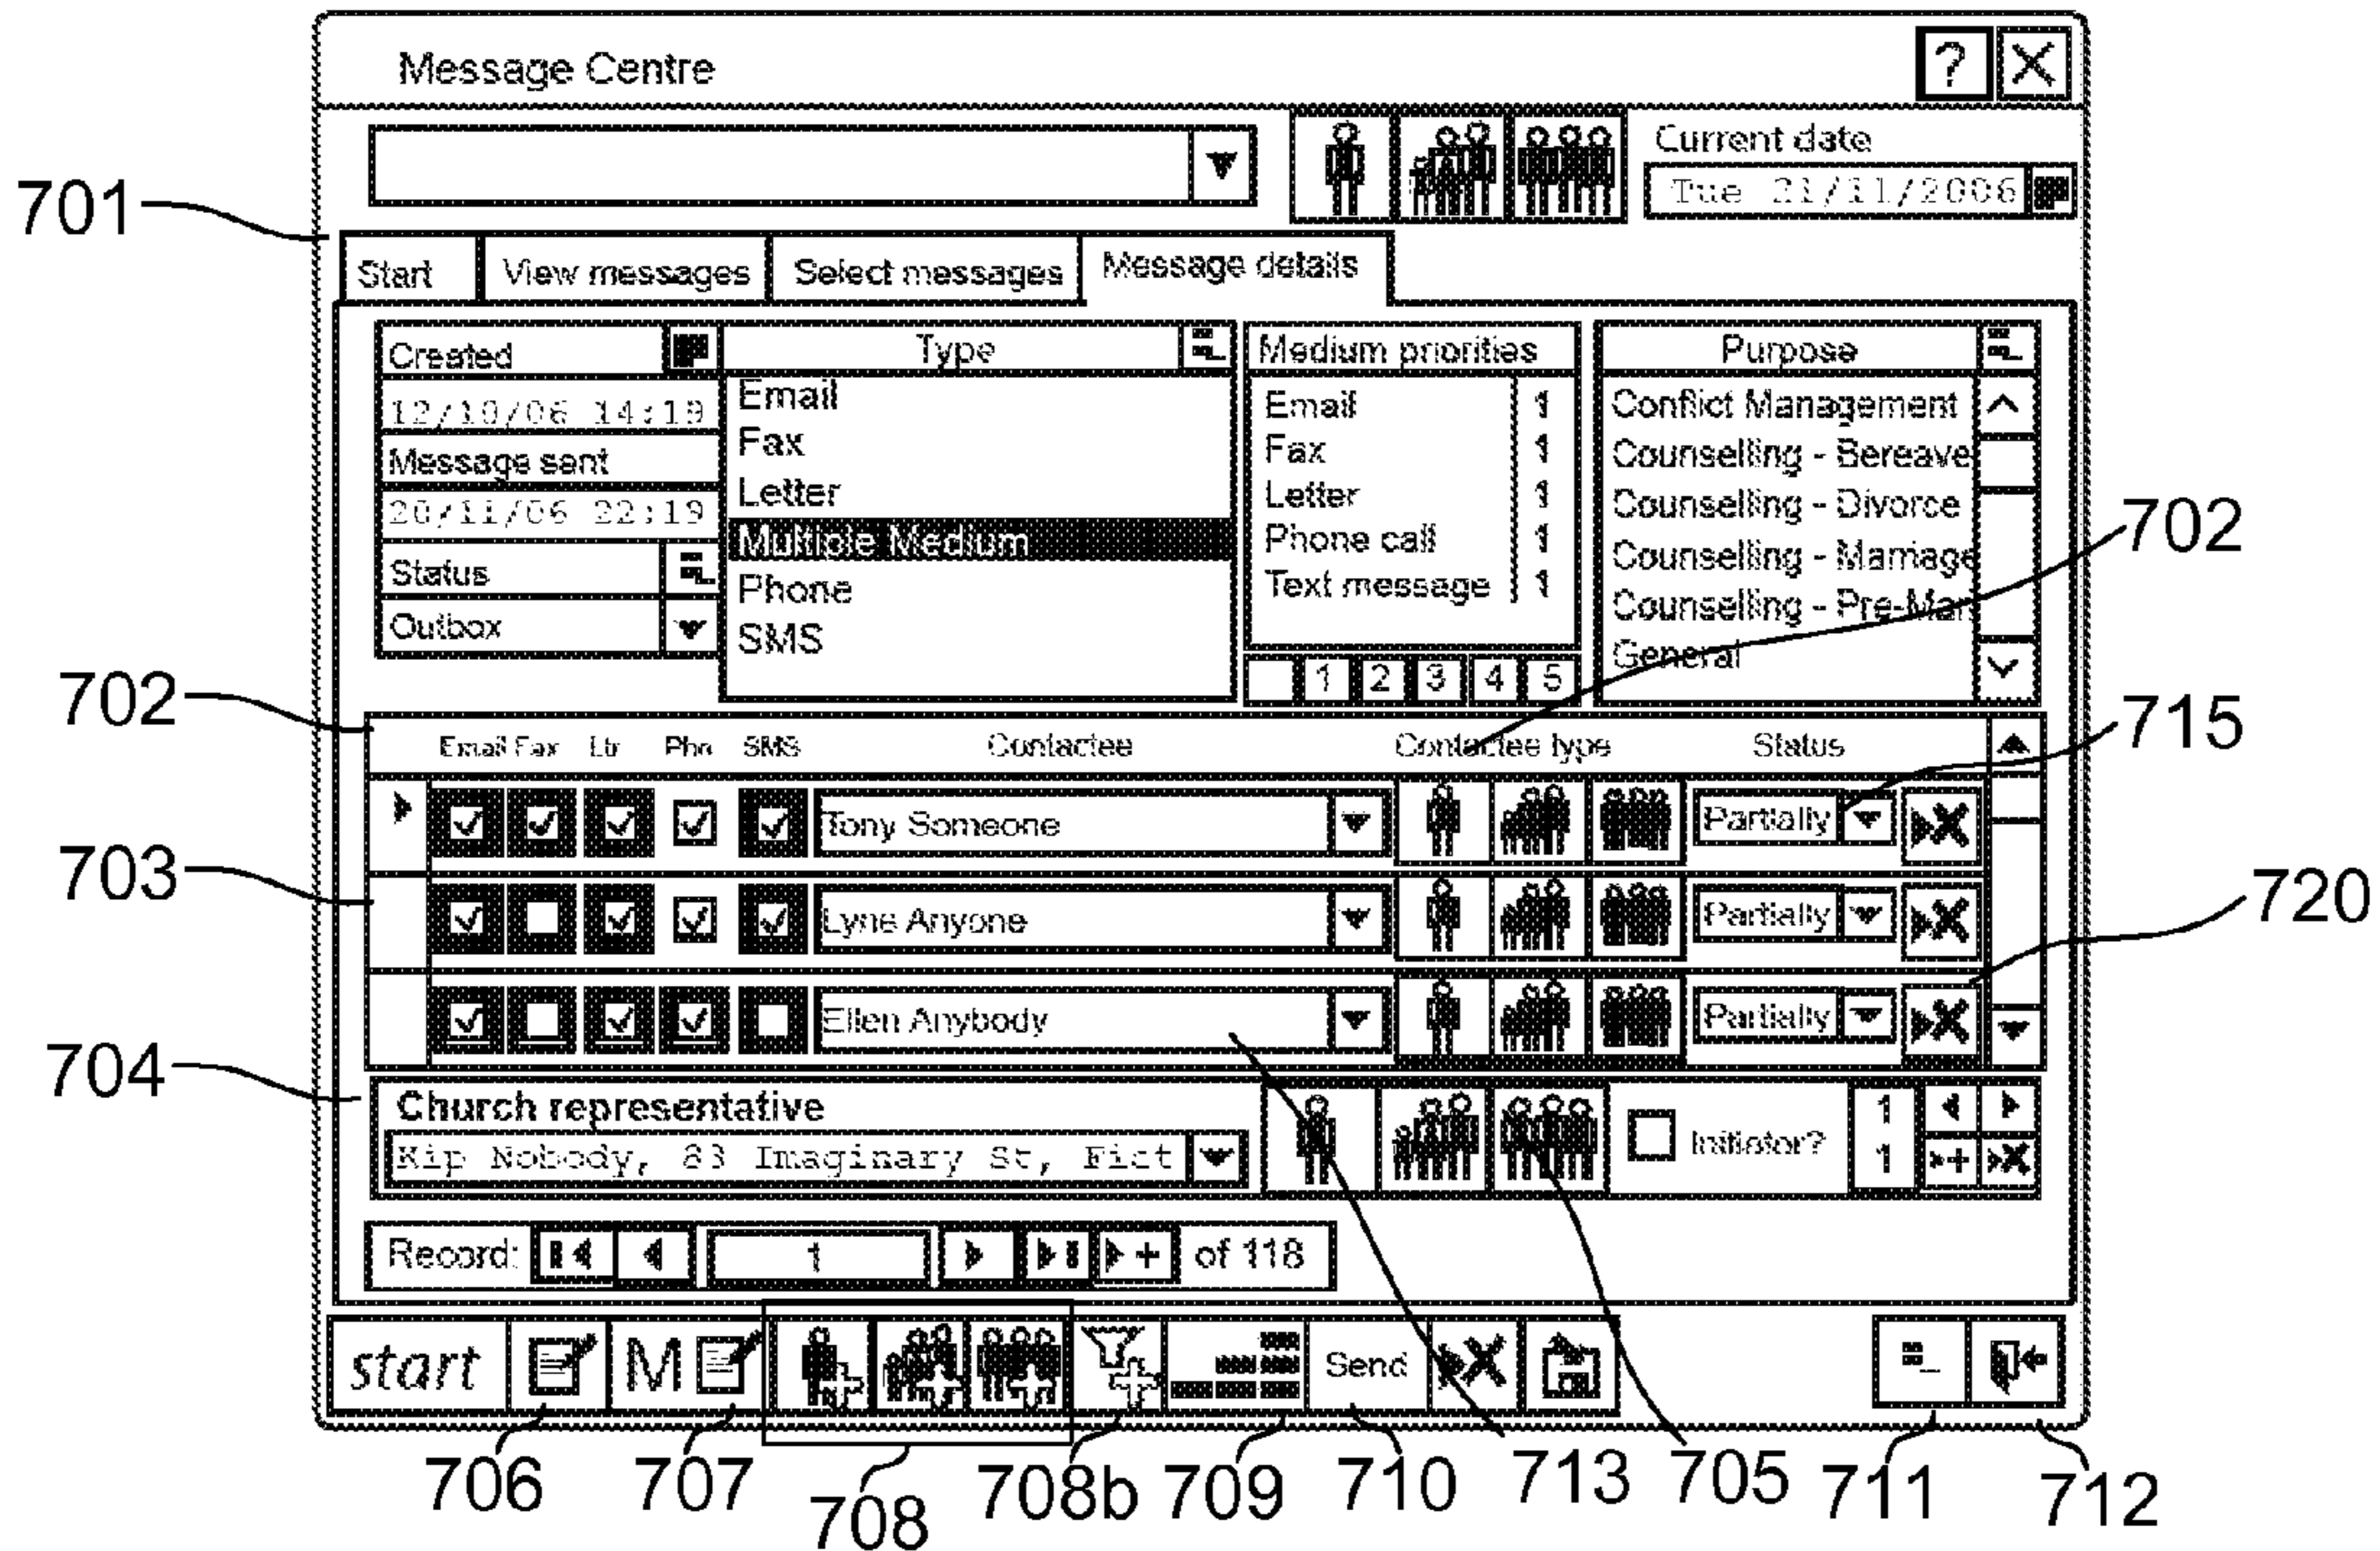 Message Centre ?
Current date
Tue 21/11/2006
701
Start View messages Select messages Message details
Created Type Medium priorities Purpose
12/10/06 14:19
Message sent
20/11/06 22:19
Status
Outbox
Email
Fax
Letter
Multiple Medium
Phone
SMS
Email 1
Fax 1
Letter 1
Phone call 1
Text message 1
1 2 3 4 5
Conflict Management
Counselling - Bereave
Counselling - Divorce
Counselling - Marriage
Counselling - Pre-Marr
General
702
702
715
Email Fax Ltr Pho SMS Contactee Contactee type Status
Tony Someone Partially
703
Lyne Anyone Partially
720
Ellen Anybody Partially
704
Church representative
Kip Nobody, 83 Imaginary St, Fict
Initiator?
1
1
Record: 1 of 118
start M Send
706 707 708 708b 709 710 713 705 711 712